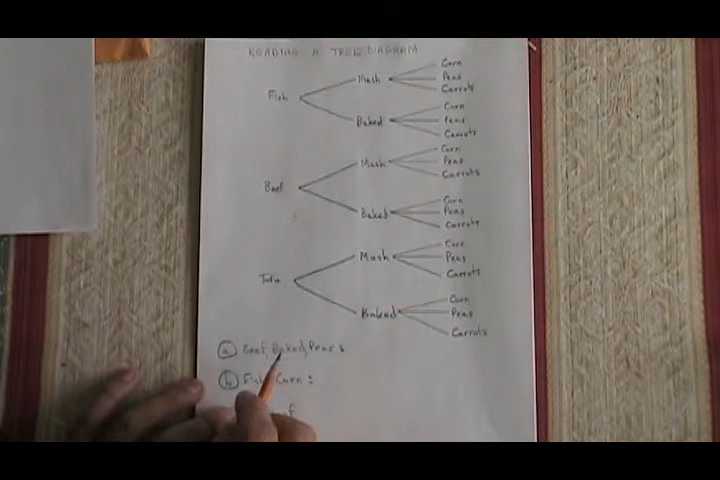 READING A TREE DIAGRAM
Corn
Fish Mash Peas
Carrots
Corn
Baked Peas
Carrots
Corn
Beef Mash Peas
Carrots
Corn
Baked Peas
Carrots
Corn
Tofu Mash Peas
Carrots
Corn
Baked Peas
Carrots
(a) Beef, Baked, Peas :
(b) Fish Corn :